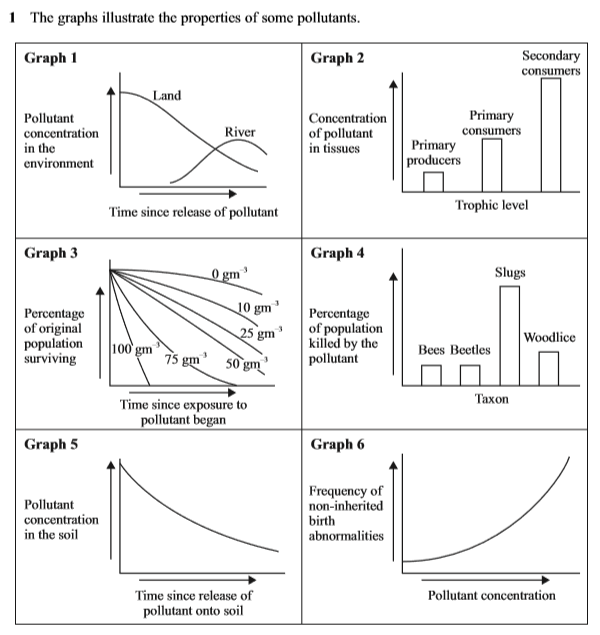 1 The graphs illustrate the properties of some pollutants.
Graph 1
Pollutant
concentration
in the
environment
Land
River
Time since release of pollutant
Graph 2
Concentration
of pollutant
in tissues
Primary
producers
Primary
consumers
Secondary
consumers
Trophic level
Graph 3
Percentage
of original
population
surviving
0 gm⁻³
10 gm⁻³
25 gm⁻³
50 gm⁻³
75 gm⁻³
100 gm⁻³
Time since exposure to
pollutant began
Graph 4
Percentage
of population
killed by the
pollutant
Bees Beetles
Slugs
Woodlice
Taxon
Graph 5
Pollutant
concentration
in the soil
Time since release of
pollutant onto soil
Graph 6
Frequency of
non-inherited
birth
abnormalities
Pollutant concentration